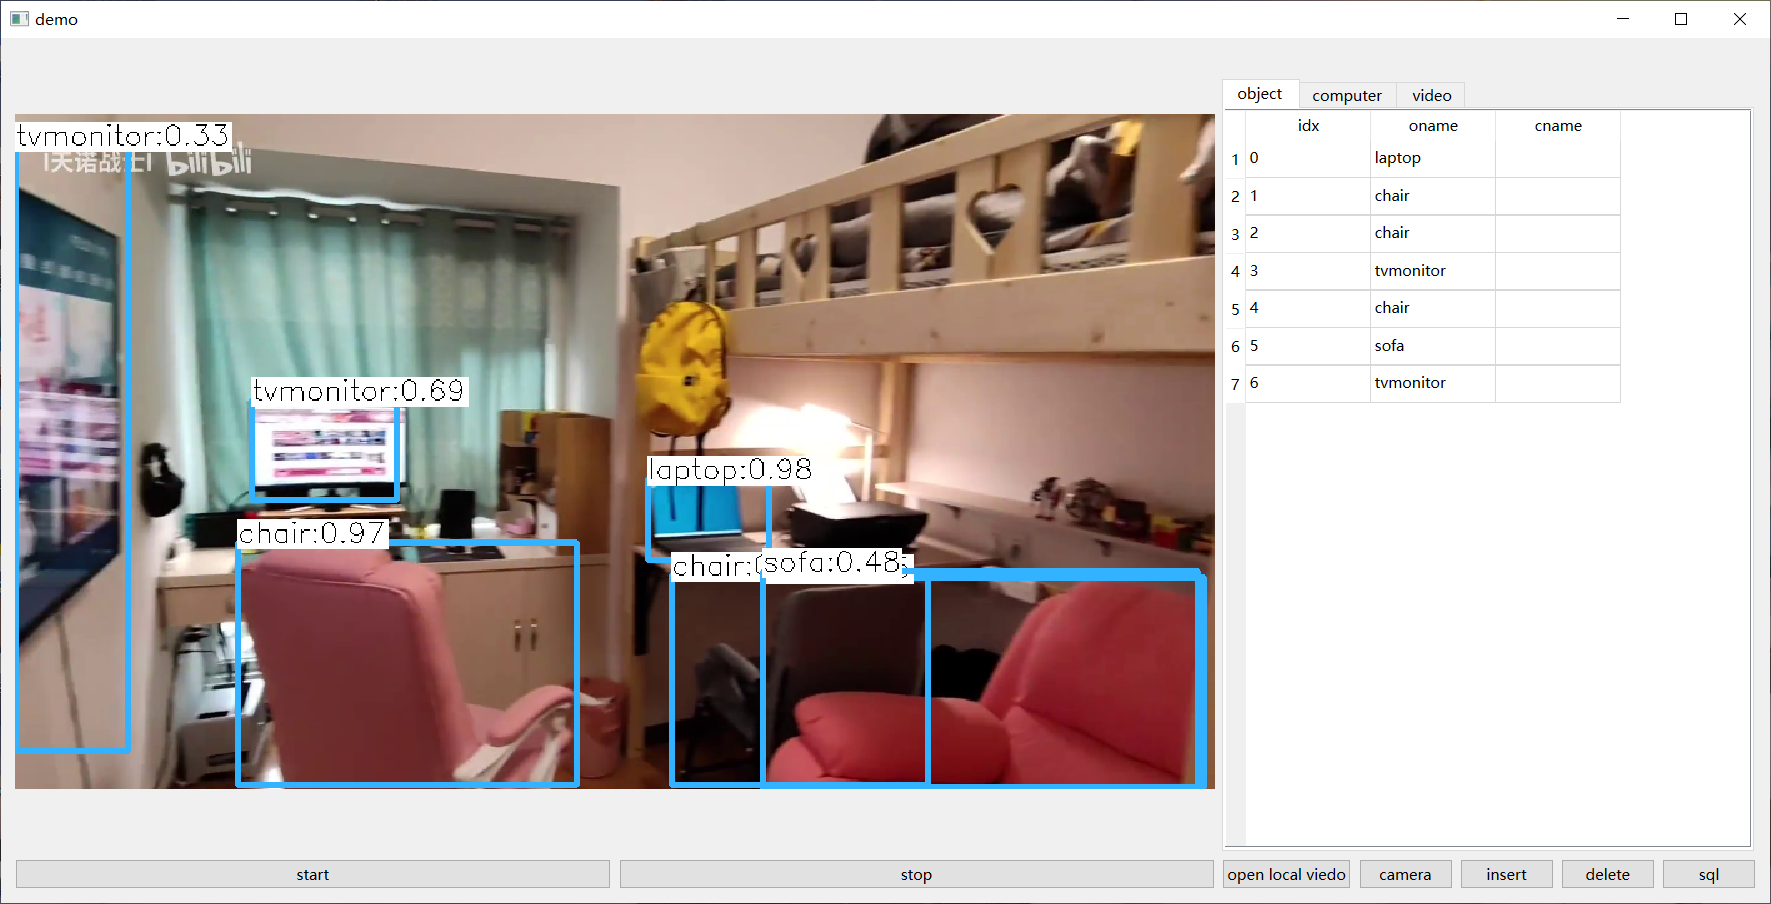 demo
object computer video
idx oname cname
1 0 laptop
2 1 chair
3 2 chair
4 3 tvmonitor
5 4 chair
6 5 sofa
7 6 tvmonitor
tvmonitor:0.33
bilibili
tvmonitor:0.69
laptop:0.98
chair:0.97
chair:
sofa:0.48
start stop open local viedo camera insert delete sql